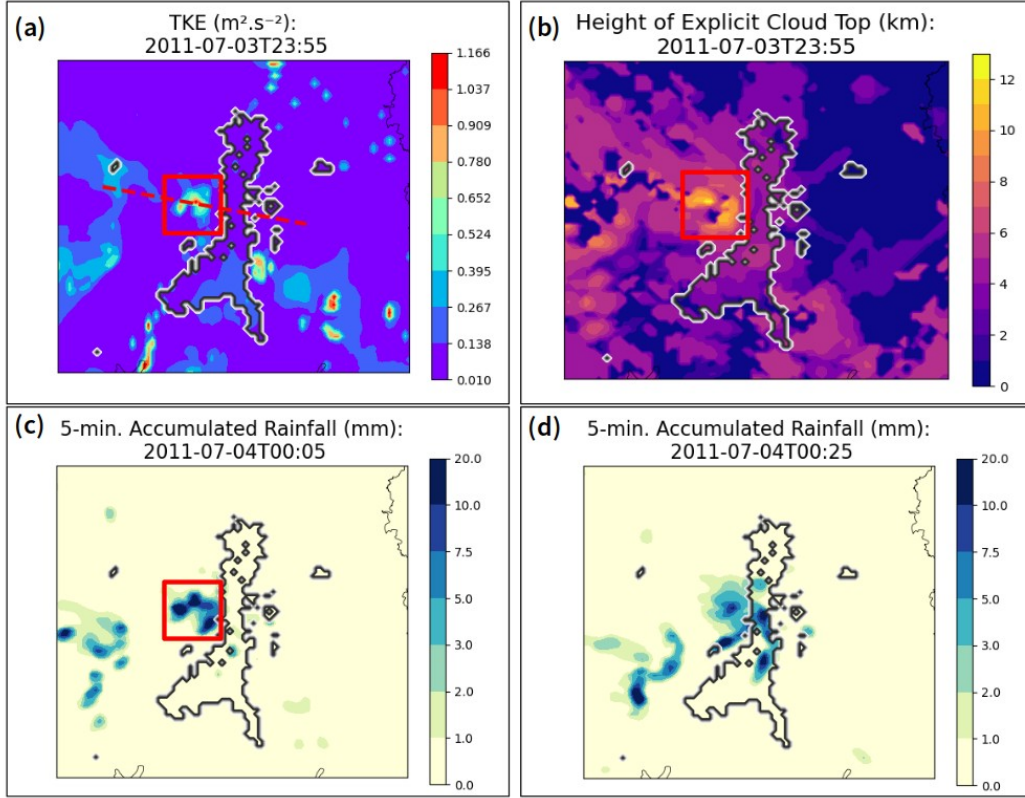 (a)
TKE (m².s⁻²):
2011-07-03T23:55
1.166
1.037
0.909
0.780
0.652
0.524
0.395
0.267
0.138
0.010
(b)
Height of Explicit Cloud Top (km):
2011-07-03T23:55
12
10
8
6
4
2
0
(c)
5-min. Accumulated Rainfall (mm):
2011-07-04T00:05
20.0
10.0
7.5
5.0
3.0
2.0
1.0
0.0
(d)
5-min. Accumulated Rainfall (mm):
2011-07-04T00:25
20.0
10.0
7.5
5.0
3.0
2.0
1.0
0.0